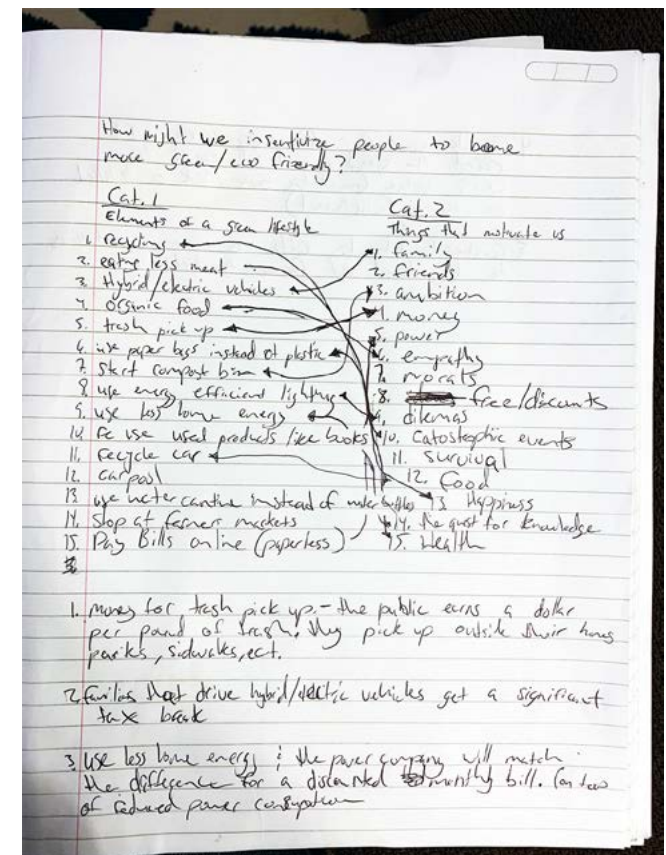 How might we insentivize people to become
more green/eco friendly?
Cat. 1
Elements of a green lifestyle
1. recycling
2. eating less meat
3. Hybrid/electric vehicles
4. organic food
5. trash pick up
6. use paper bags instead of plastic
7. Start compost bin
8. use energy efficient lighting
9. use less home energy
10. re use used products like books
11. recycle car
12. carpool
13. use water cantine instead of water bottles
14. Shop at farmer markets
15. Pay Bills online (paperless)
Cat. 2
Things that motivate us
1. family
2. friends
3. ambition
4. money
5. power
6. empathy
7. morals
8. free/discounts
9. dilemas
10. Catostrophic events
11. survival
12. food
13. Happiness
14. the quest for knowledge
15. Health
1. money for trash pick up. - the public earns a dollar
per pound of trash they pick up outside their homes
parks, sidewalks, ect.
2. families that drive hybrid/electric vehicles get a significant
tax break
3. use less home energy & the power company will match
the difference for a discounted monthly bill. (on top
of reduced power consumption